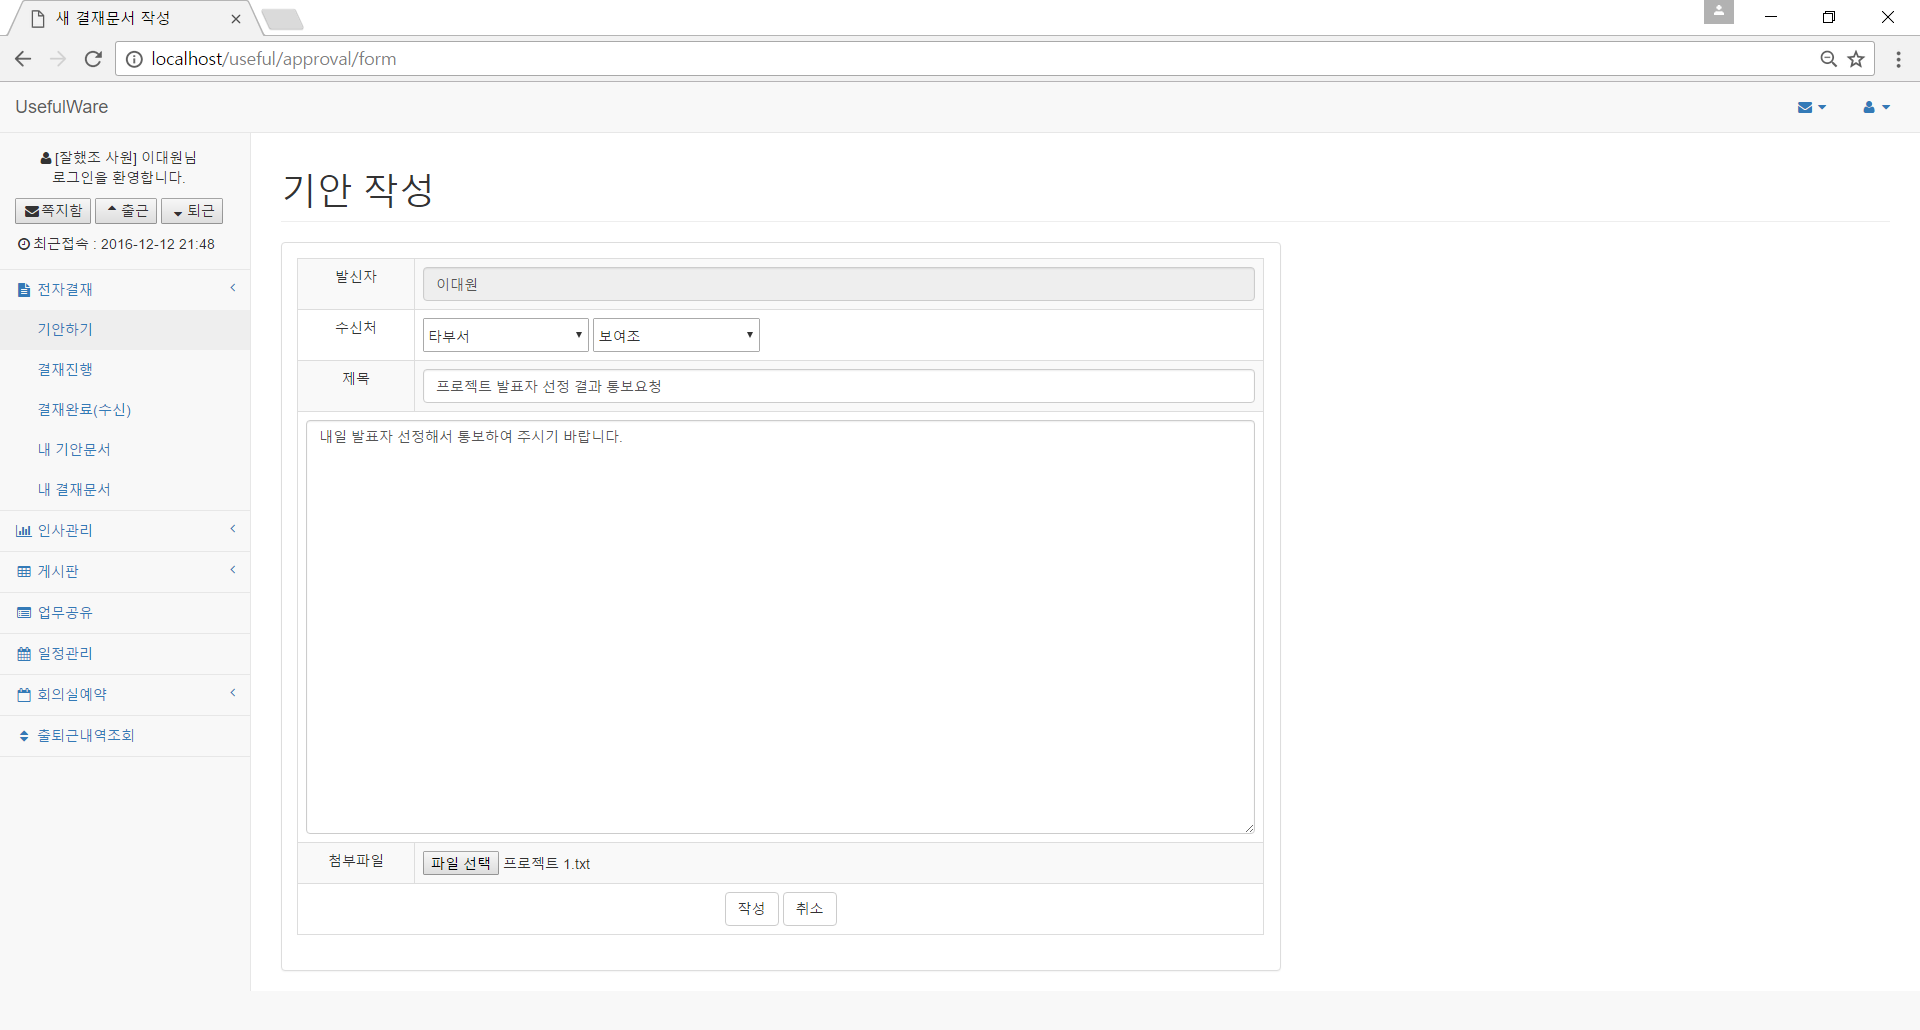 새 결재문서 작성
localhost/useful/approval/form
UsefulWare
[잘했조 사원] 이대원님
로그인을 환영합니다.
쪽지함 출근 퇴근
최근접속 : 2016-12-12 21:48
전자결재
기안하기
결재진행
결재완료(수신)
내 기안문서
내 결재문서
인사관리
게시판
업무공유
일정관리
회의실예약
출퇴근내역조회
기안 작성
발신자 이대원
수신처 타부서 보여조
제목 프로젝트 발표자 선정 결과 통보요청
내일 발표자 선정해서 통보하여 주시기 바랍니다.
첨부파일 파일 선택 프로젝트 1.txt
작성 취소